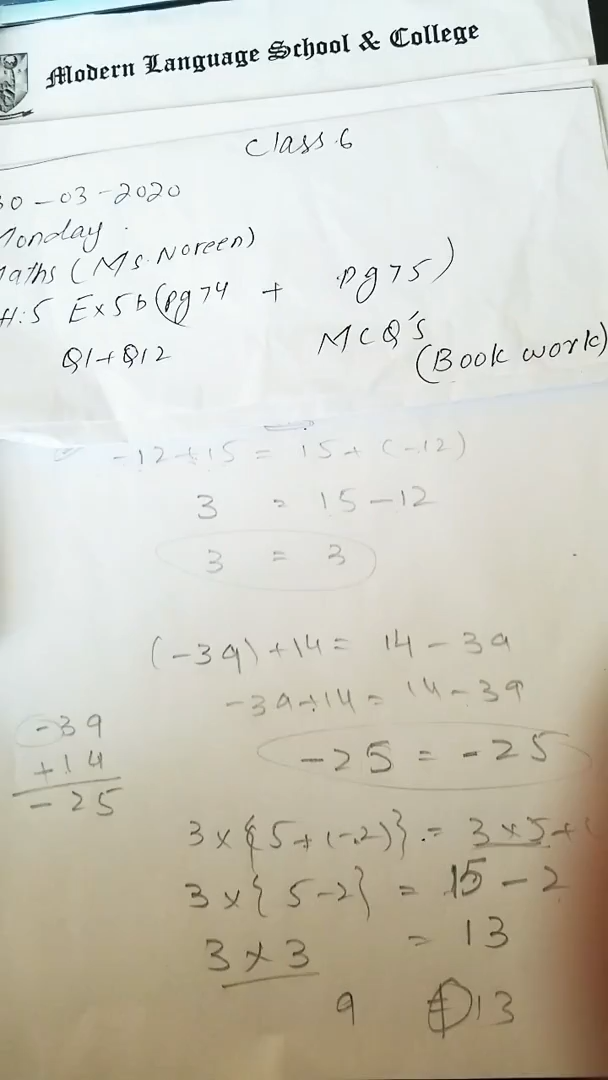 Modern Language School & College
Class 6
30-03-2020
Monday.
Maths (Ms. Noreen)
H:5 Ex 5b (pg 74 + pg 75)
Q1 + Q12 MCQ's
(Book work)
-12+15 = 15+(-12)
3 = 15-12
3 = 3
(-39)+14 = 14-39
-39+14 = 14-39
-39
+14
-25
-25 = -25
3×{5+(-2)} = 3×5+(
3×{5-2} = 15-2
3×3 = 13
9 ≠ 13